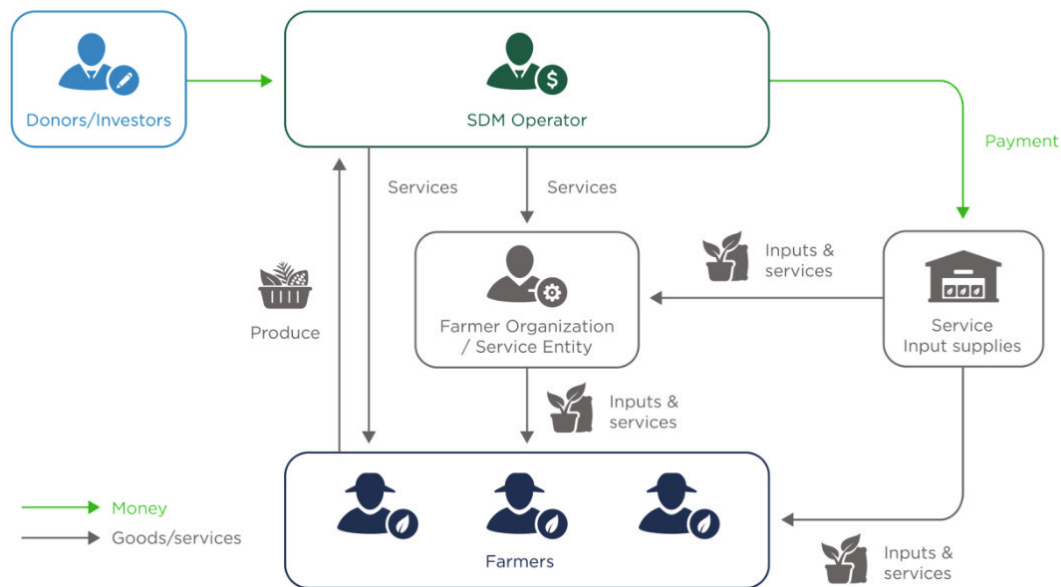 Donors/Investors
SDM Operator
$
Payment
Services
Services
Inputs &
services
Produce
Farmer Organization
/ Service Entity
Service
Input supplies
Inputs &
services
Money
Goods/services
Farmers
Inputs &
services